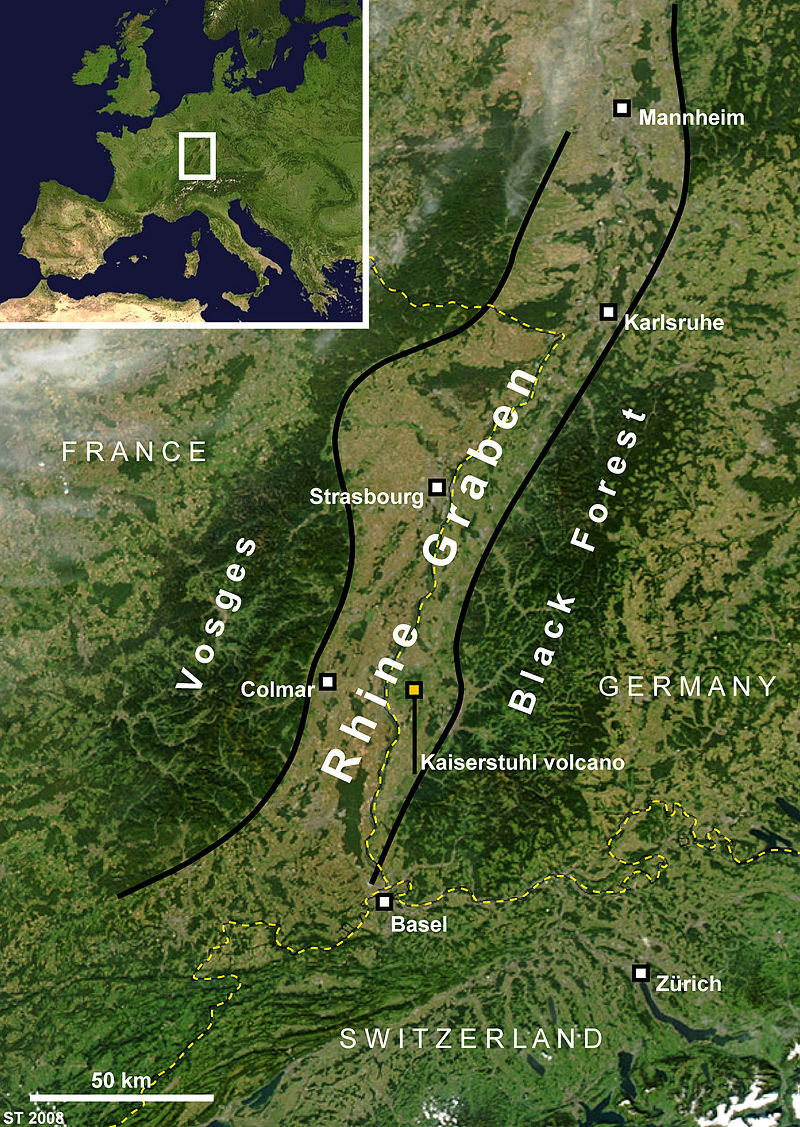 Mannheim
Karlsruhe
FRANCE
Strasbourg
Rhine Graben
Black Forest
Vosges
Colmar
GERMANY
Kaiserstuhl volcano
Basel
Zürich
SWITZERLAND
50 km
ST 2008